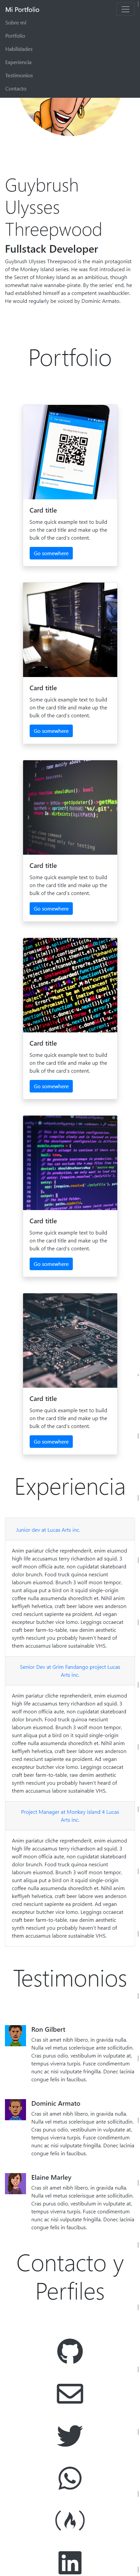 Mi Portfolio
Sobre mí
Portfolio
Habilidades
Experiencia
Testimonios
Contacto
Guybrush
Ulysses
Threepwood
Fullstack Developer
Guybrush Ulysses Threepwood is the main protagonist
of the Monkey Island series. He was first introduced in
the Secret of Monkey Island as an ambitious, though
somewhat naive wannabe-pirate. By the series' end, he
had established himself as a competent swashbuckler.
He would regularly be voiced by Dominic Armato.
Portfolio
Card title
Some quick example text to build
on the card title and make up the
bulk of the card's content.
Go somewhere
Card title
Some quick example text to build
on the card title and make up the
bulk of the card's content.
Go somewhere
Card title
Some quick example text to build
on the card title and make up the
bulk of the card's content.
Go somewhere
Card title
Some quick example text to build
on the card title and make up the
bulk of the card's content.
Go somewhere
Card title
Some quick example text to build
on the card title and make up the
bulk of the card's content.
Go somewhere
Card title
Some quick example text to build
on the card title and make up the
bulk of the card's content.
Go somewhere
Experiencia
Junior dev at Lucas Arts inc.
Anim pariatur cliche reprehenderit, enim eiusmod
high life accusamus terry richardson ad squid. 3
wolf moon officia aute, non cupidatat skateboard
dolor brunch. Food truck quinoa nesciunt
laborum eiusmod. Brunch 3 wolf moon tempor,
sunt aliqua put a bird on it squid single-origin
coffee nulla assumenda shoreditch et. Nihil anim
keffiyeh helvetica, craft beer labore wes anderson
cred nesciunt sapiente ea proident. Ad vegan
excepteur butcher vice lomo. Leggings occaecat
craft beer farm-to-table, raw denim aesthetic
synth nesciunt you probably haven't heard of
them accusamus labore sustainable VHS.
Senior Dev at Grim Fandango project Lucas
Arts inc.
Anim pariatur cliche reprehenderit, enim eiusmod
high life accusamus terry richardson ad squid. 3
wolf moon officia aute, non cupidatat skateboard
dolor brunch. Food truck quinoa nesciunt
laborum eiusmod. Brunch 3 wolf moon tempor,
sunt aliqua put a bird on it squid single-origin
coffee nulla assumenda shoreditch et. Nihil anim
keffiyeh helvetica, craft beer labore wes anderson
cred nesciunt sapiente ea proident. Ad vegan
excepteur butcher vice lomo. Leggings occaecat
craft beer farm-to-table, raw denim aesthetic
synth nesciunt you probably haven't heard of
them accusamus labore sustainable VHS.
Project Manager at Monkey island 4 Lucas
Arts Inc.
Anim pariatur cliche reprehenderit, enim eiusmod
high life accusamus terry richardson ad squid. 3
wolf moon officia aute, non cupidatat skateboard
dolor brunch. Food truck quinoa nesciunt
laborum eiusmod. Brunch 3 wolf moon tempor,
sunt aliqua put a bird on it squid single-origin
coffee nulla assumenda shoreditch et. Nihil anim
keffiyeh helvetica, craft beer labore wes anderson
cred nesciunt sapiente ea proident. Ad vegan
excepteur butcher vice lomo. Leggings occaecat
craft beer farm-to-table, raw denim aesthetic
synth nesciunt you probably haven't heard of
them accusamus labore sustainable VHS.
Testimonios
Ron Gilbert
Cras sit amet nibh libero, in gravida nulla.
Nulla vel metus scelerisque ante sollicitudin.
Cras purus odio, vestibulum in vulputate at,
tempus viverra turpis. Fusce condimentum
nunc ac nisi vulputate fringilla. Donec lacinia
congue felis in faucibus.
Dominic Armato
Cras sit amet nibh libero, in gravida nulla.
Nulla vel metus scelerisque ante sollicitudin.
Cras purus odio, vestibulum in vulputate at,
tempus viverra turpis. Fusce condimentum
nunc ac nisi vulputate fringilla. Donec lacinia
congue felis in faucibus.
Elaine Marley
Cras sit amet nibh libero, in gravida nulla.
Nulla vel metus scelerisque ante sollicitudin.
Cras purus odio, vestibulum in vulputate at,
tempus viverra turpis. Fusce condimentum
nunc ac nisi vulputate fringilla. Donec lacinia
congue felis in faucibus.
Contacto y
Perfiles